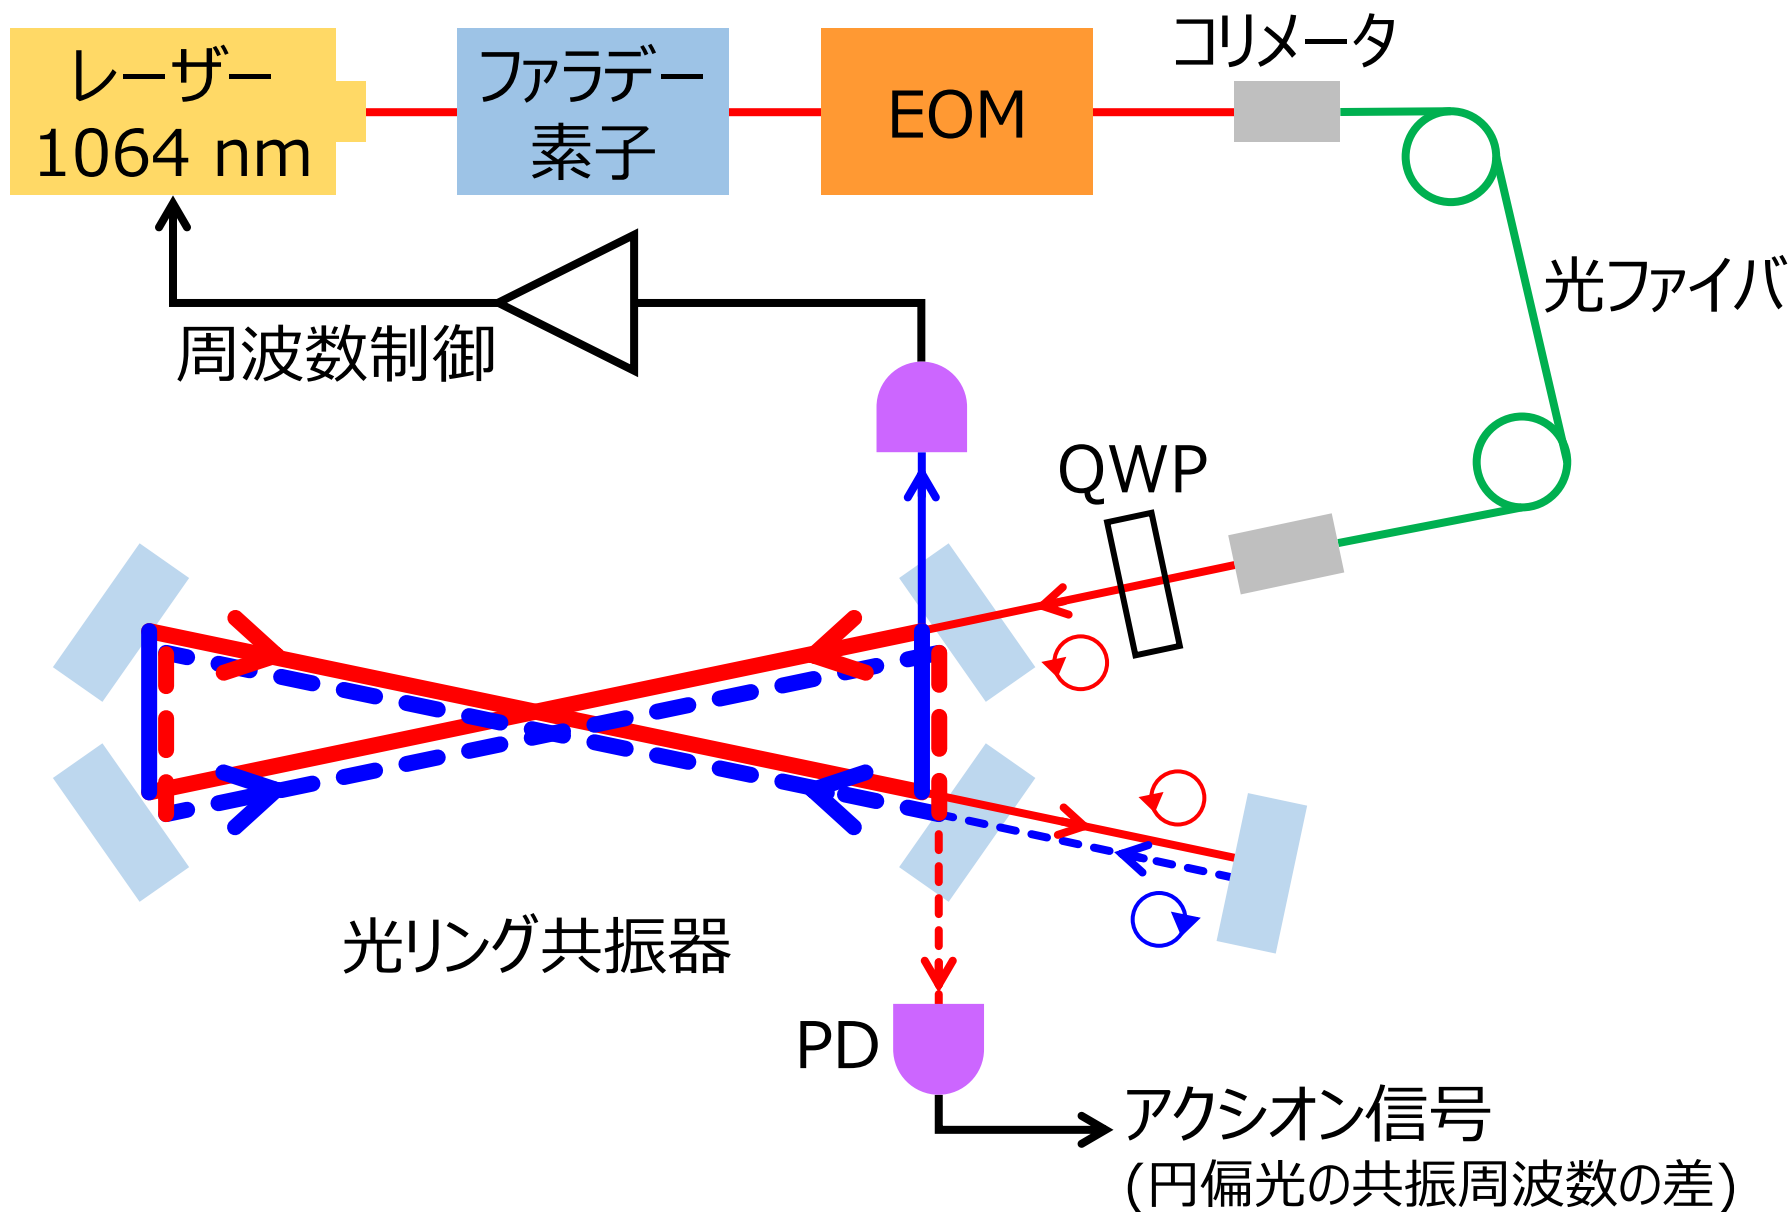 レーザー
1064 nm
ファラデー
素子
EOM
コリメータ
光ファイバ
周波数制御
QWP
光リング共振器
PD
アクシオン信号
(円偏光の共振周波数の差)